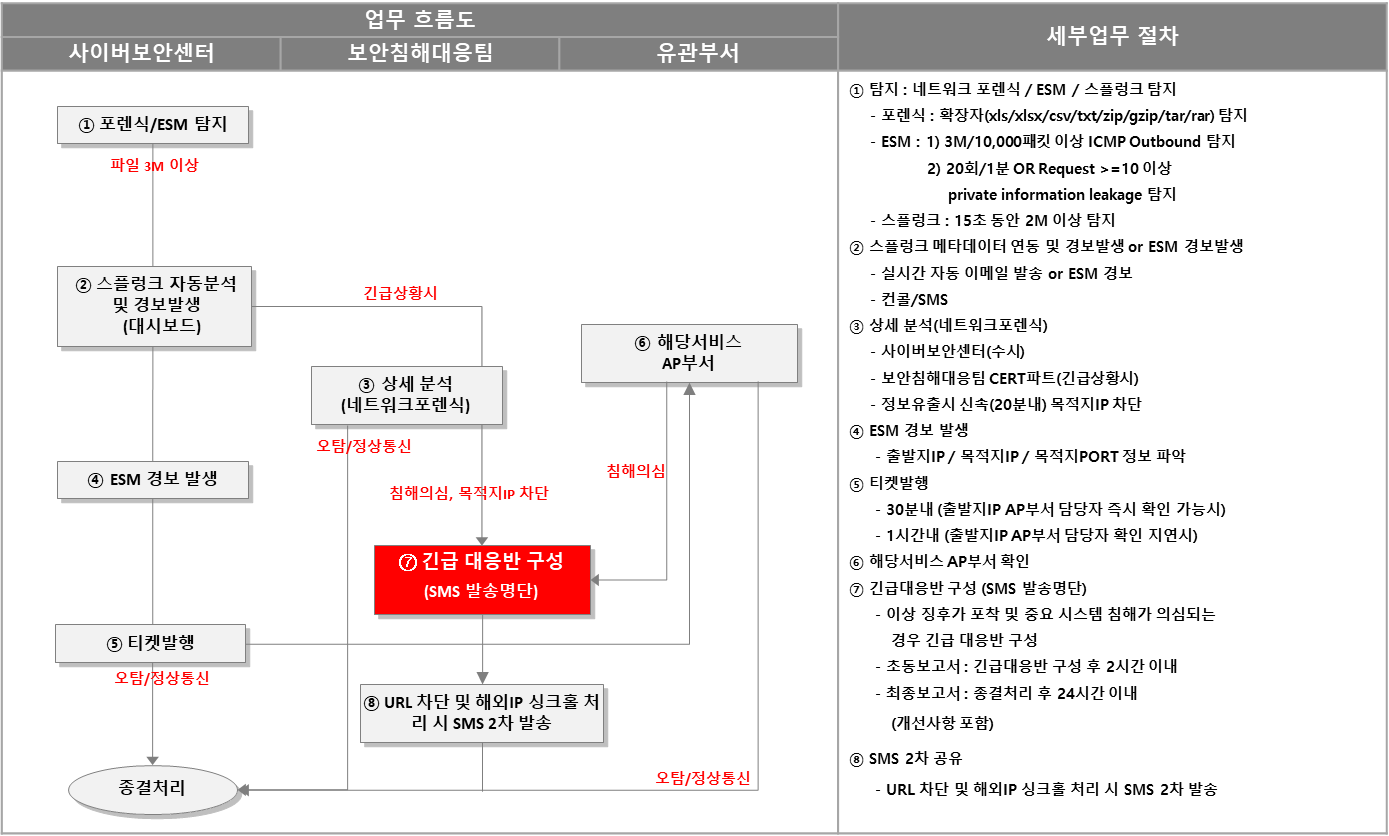 업무 흐름도
세부업무 절차
사이버보안센터
보안침해대응팀
유관부서
① 포렌식/ESM 탐지
파일 3M 이상
② 스플렁크 자동분석
및 경보발생
(대시보드)
긴급상황시
③ 상세 분석
(네트워크포렌식)
오탐/정상통신
침해의심, 목적지IP 차단
⑥ 해당서비스
AP부서
침해의심
④ ESM 경보 발생
⑦ 긴급 대응반 구성
(SMS 발송명단)
⑤ 티켓발행
오탐/정상통신
⑧ URL 차단 및 해외IP 싱크홀 처
리 시 SMS 2차 발송
오탐/정상통신
종결처리
① 탐지 : 네트워크 포렌식 / ESM / 스플렁크 탐지
- 포렌식 : 확장자(xls/xlsx/csv/txt/zip/gzip/tar/rar) 탐지
- ESM : 1) 3M/10,000패킷 이상 ICMP Outbound 탐지
2) 20회/1분 OR Request >=10 이상
private information leakage 탐지
- 스플렁크 : 15초 동안 2M 이상 탐지
② 스플렁크 메타데이터 연동 및 경보발생 or ESM 경보발생
- 실시간 자동 이메일 발송 or ESM 경보
- 컨콜/SMS
③ 상세 분석(네트워크포렌식)
- 사이버보안센터(수시)
- 보안침해대응팀 CERT파트(긴급상황시)
- 정보유출시 신속(20분내) 목적지IP 차단
④ ESM 경보 발생
- 출발지IP / 목적지IP / 목적지PORT 정보 파악
⑤ 티켓발행
- 30분내 (출발지IP AP부서 담당자 즉시 확인 가능시)
- 1시간내 (출발지IP AP부서 담당자 확인 지연시)
⑥ 해당서비스 AP부서 확인
⑦ 긴급대응반 구성 (SMS 발송명단)
- 이상 징후가 포착 및 중요 시스템 침해가 의심되는
경우 긴급 대응반 구성
- 초동보고서 : 긴급대응반 구성 후 2시간 이내
- 최종보고서 : 종결처리 후 24시간 이내
(개선사항 포함)
⑧ SMS 2차 공유
- URL 차단 및 해외IP 싱크홀 처리 시 SMS 2차 발송